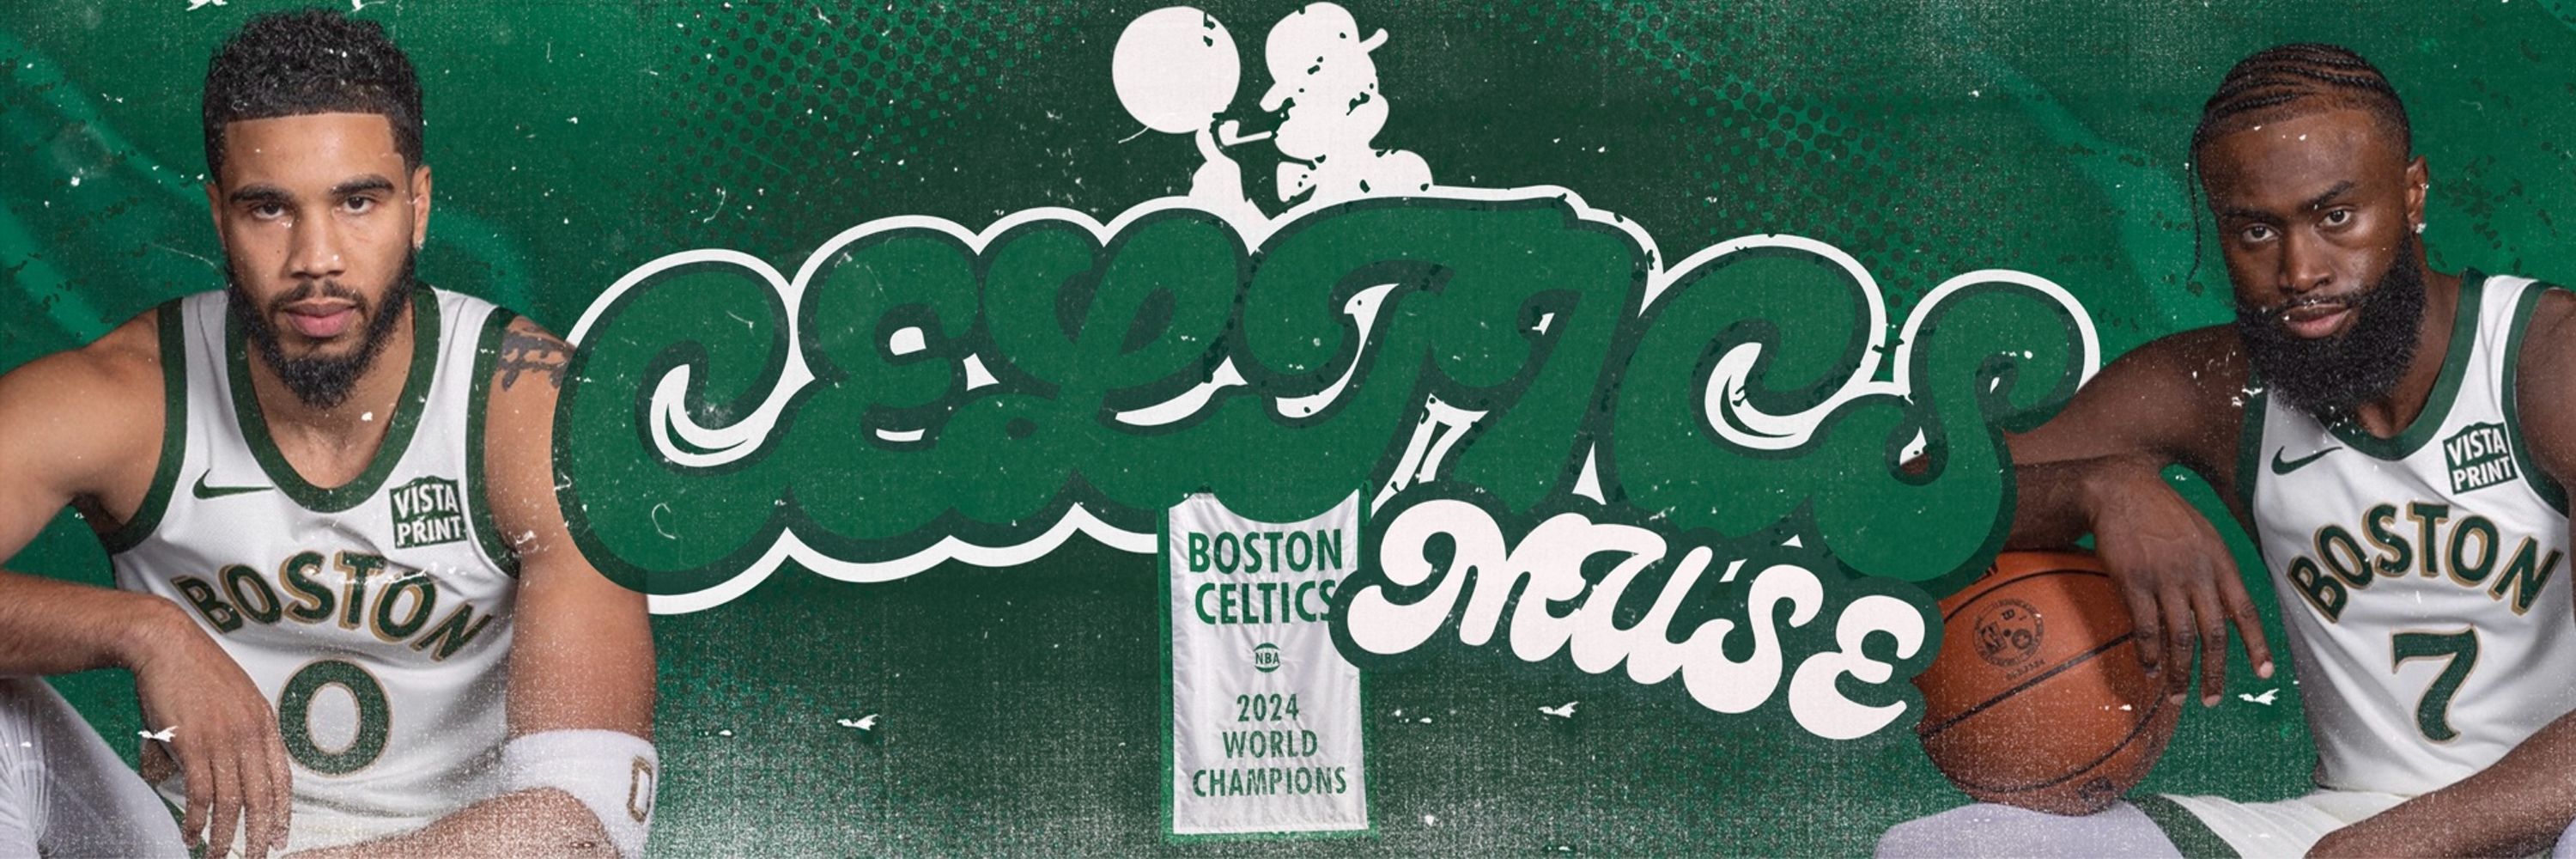 CELTICS
MUSE
VISTA
PRINT
BOSTON
0
BOSTON
CELTICS
NBA
2024
WORLD
CHAMPIONS
VISTA
PRINT
BOSTON
7